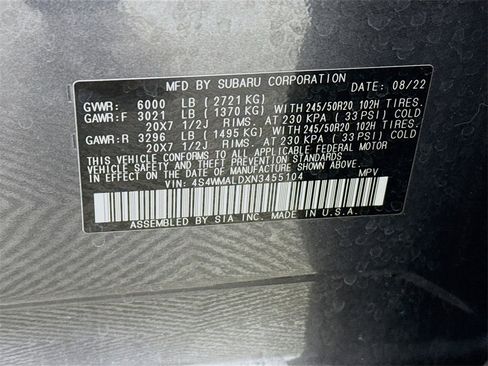 MFD BY SUBARU CORPORATION DATE: 08/22
GVWR: 6000 LB ( 2721 KG)
GAWR:F 3021 LB ( 1370 KG) WITH 245/50R20 102H TIRES.
20X7 1/2J RIMS. AT 230 KPA ( 33 PSI) COLD
GAWR:R 3296 LB ( 1495 KG) WITH 245/50R20 102H TIRES.
20X7 1/2J RIMS. AT 230 KPA ( 33 PSI) COLD
THIS VEHICLE CONFORMS TO ALL APPLICABLE FEDERAL MOTOR
VEHICLE SAFETY AND THEFT PREVENTION STANDARDS
IN EFFECT ON THE DATE OF MANUFACTURE SHOWN ABOVE.
VIN: 4S4WMALDXN3455104 MPV
ASSEMBLED BY SIA INC. MADE IN U.S.A.